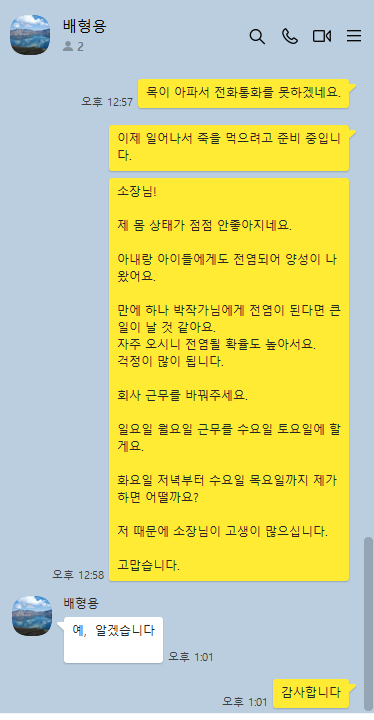 배형용
2
목이 아파서 전화통화를 못하겠네요.
오후 12:57
이제 일어나서 죽을 먹으려고 준비 중입니
다.
소장님!
제 몸 상태가 점점 안좋아지네요.
아내랑 아이들에게도 전염되어 양성이 나
왔어요.
만에 하나 박작가님에게 전염이 된다면 큰
일이 날 것 같아요.
자주 오시니 전염될 확율도 높아서요.
걱정이 많이 됩니다.
회사 근무를 바꿔주세요.
일요일 월요일 근무를 수요일 토요일에 할
게요.
화요일 저녁부터 수요일 목요일까지 제가
하면 어떨까요?
저 때문에 소장님이 고생이 많으십니다.
고맙습니다.
오후 12:58
배형용
예, 알겠습니다
오후 1:01
감사합니다
오후 1:01